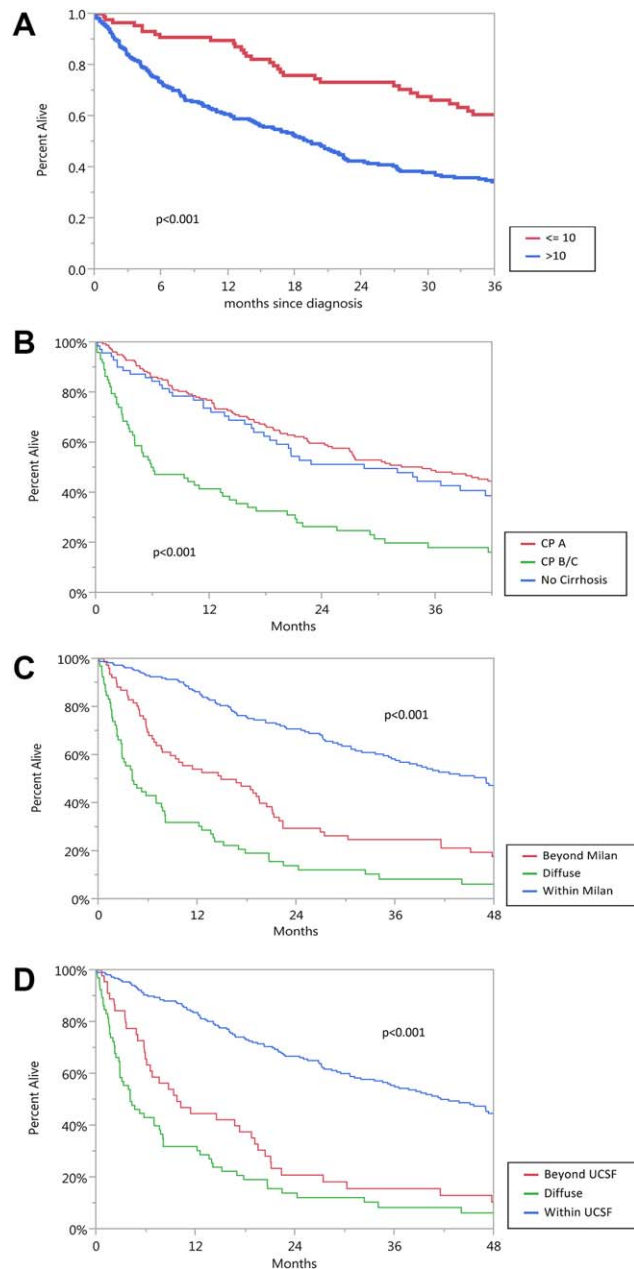 A
1.0
0.8
0.6
0.4
0.2
0.0
Percent Alive
p<0.001
0 6 12 18 24 30 36
months since diagnosis
<= 10
>10
B
100%
80%
60%
40%
20%
0%
Percent Alive
p<0.001
0 12 24 36
Months
CP A
CP B/C
No Cirrhosis
C
100%
80%
60%
40%
20%
0%
Percent Alive
p<0.001
0 12 24 36 48
Months
Beyond Milan
Diffuse
Within Milan
D
100%
80%
60%
40%
20%
0%
Percent Alive
p<0.001
0 12 24 36 48
Months
Beyond UCSF
Diffuse
Within UCSF